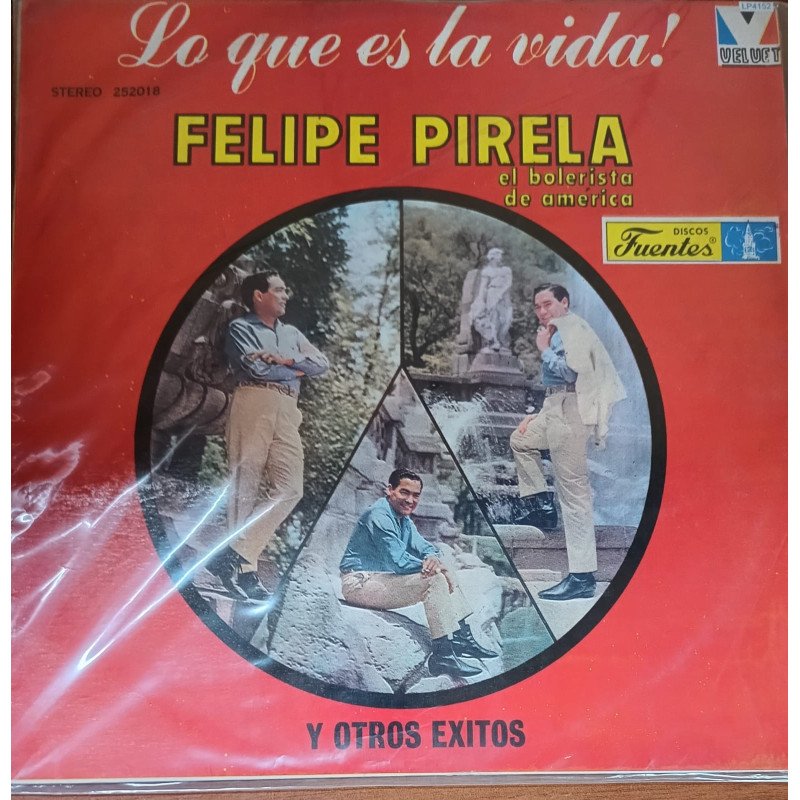 Lo que es la vida!
LP4152
VELVET
STEREO 252018
FELIPE PIRELA
el bolerista
de américa
DISCOS
Fuentes®
Y OTROS EXITOS